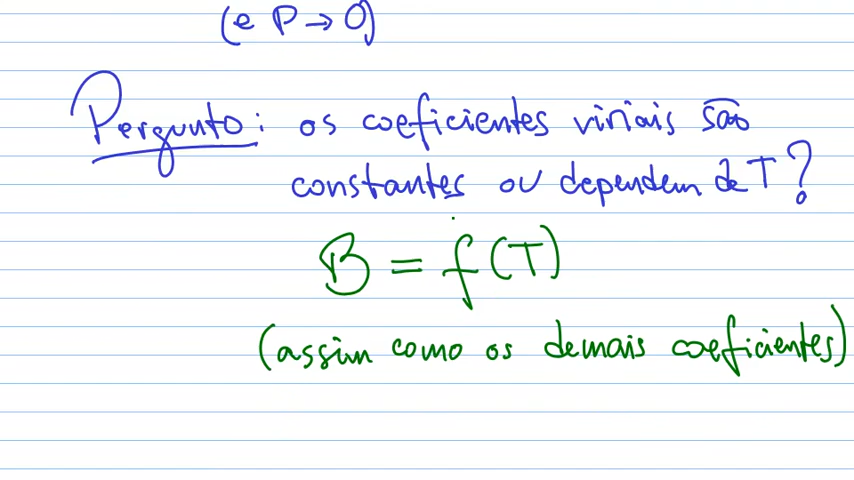 (e P → 0)
Pergunta: os coeficientes viriais são
constantes ou dependem de T?
B = f(T)
(assim como os demais coeficientes)